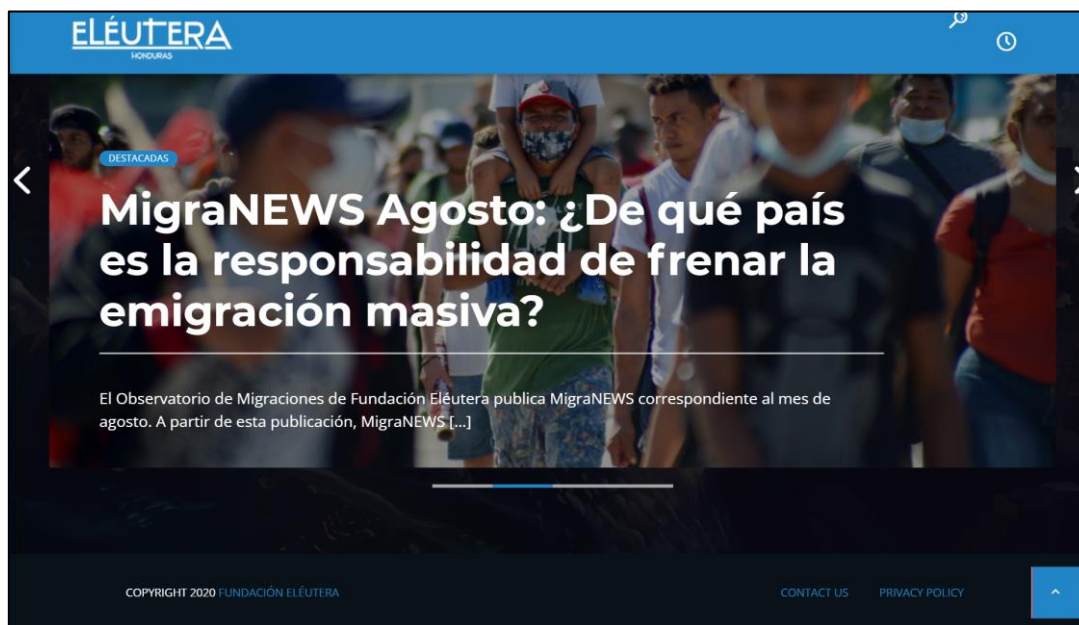 ELÉUTERA
HONDURAS
DESTACADAS
MigraNEWS Agosto: ¿De qué país
es la responsabilidad de frenar la
emigración masiva?
El Observatorio de Migraciones de Fundación Eléutera publica MigraNEWS correspondiente al mes de
agosto. A partir de esta publicación, MigraNEWS [...]
COPYRIGHT 2020 FUNDACIÓN ELÉUTERA
CONTACT US PRIVACY POLICY